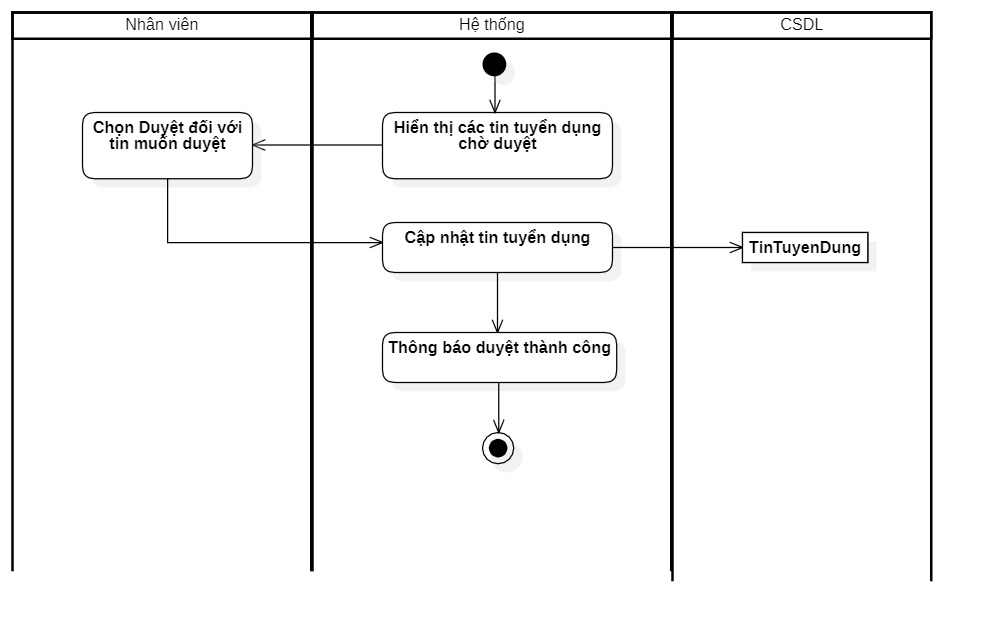 Nhân viên
Hệ thống
CSDL
Hiển thị các tin tuyển dụng
chờ duyệt
Chọn Duyệt đối với
tin muốn duyệt
Cập nhật tin tuyển dụng
TinTuyenDung
Thông báo duyệt thành công